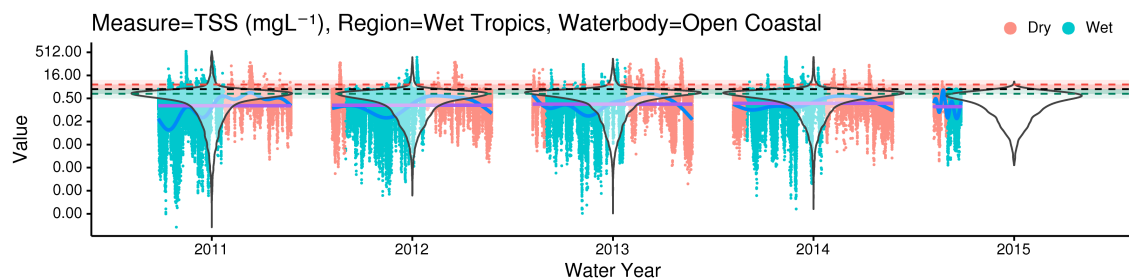 Measure=TSS (mgL⁻¹), Region=Wet Tropics, Waterbody=Open Coastal
Dry
Wet
512.00
16.00
0.50
0.02
0.00
0.00
0.00
0.00
Value
2011
2012
2013
2014
2015
Water Year